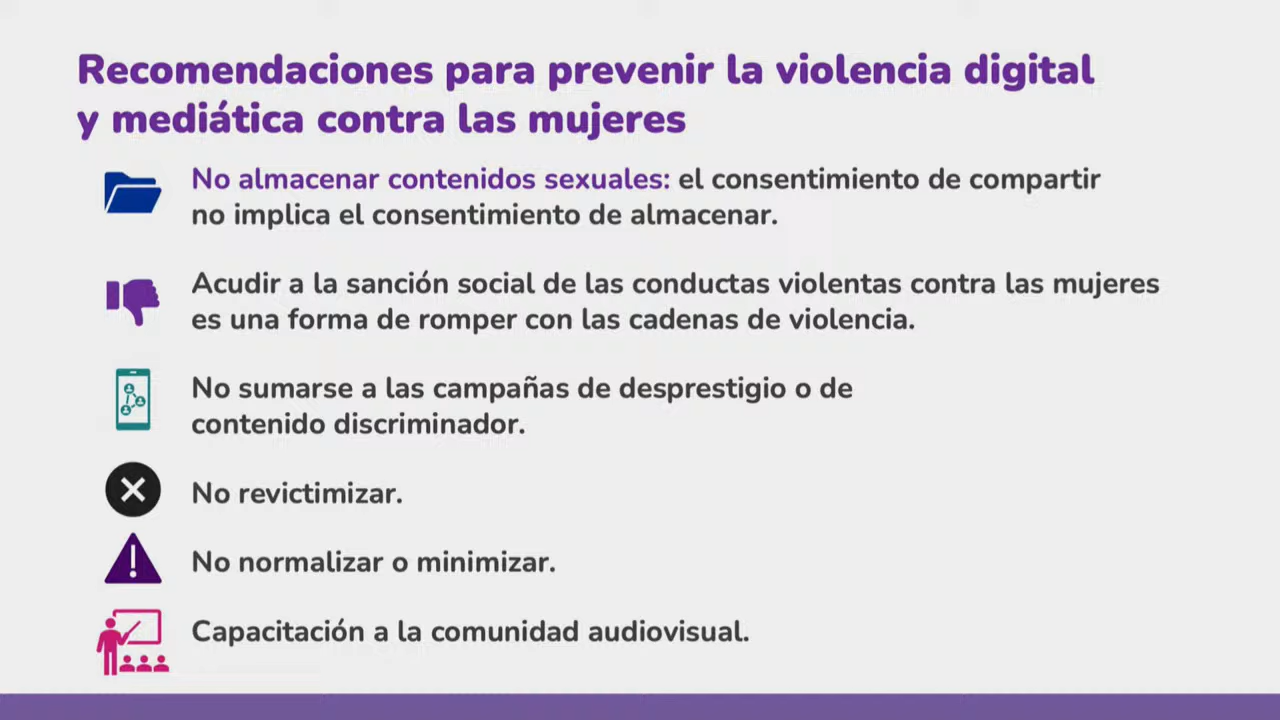 Recomendaciones para prevenir la violencia digital
y mediática contra las mujeres
No almacenar contenidos sexuales: el consentimiento de compartir
no implica el consentimiento de almacenar.
Acudir a la sanción social de las conductas violentas contra las mujeres
es una forma de romper con las cadenas de violencia.
No sumarse a las campañas de desprestigio o de
contenido discriminador.
No revictimizar.
No normalizar o minimizar.
Capacitación a la comunidad audiovisual.